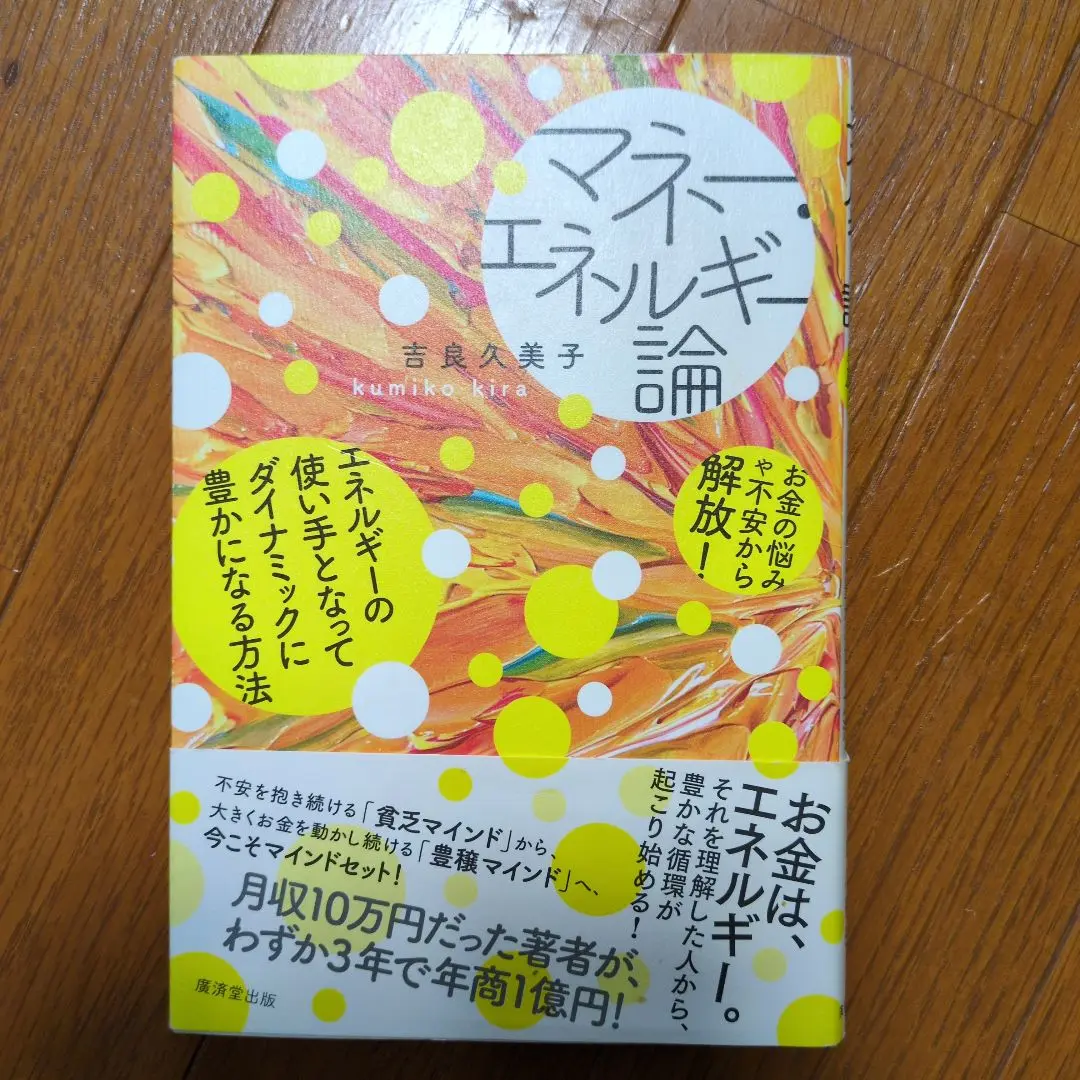 マネー・
エネルギー
論
吉良久美子
kumiko kira
お金の悩み
や不安から
解放！
エネルギーの
使い手となって
ダイナミックに
豊かになる方法
お金は、
エネルギー。
それを理解した人から、
豊かな循環が
起こり始める！
不安を抱き続ける「貧乏マインド」から、
大きくお金を動かし続ける「豊穣マインド」へ、
今こそマインドセット！
月収10万円だった著者が、
わずか3年で年商1億円！
廣済堂出版